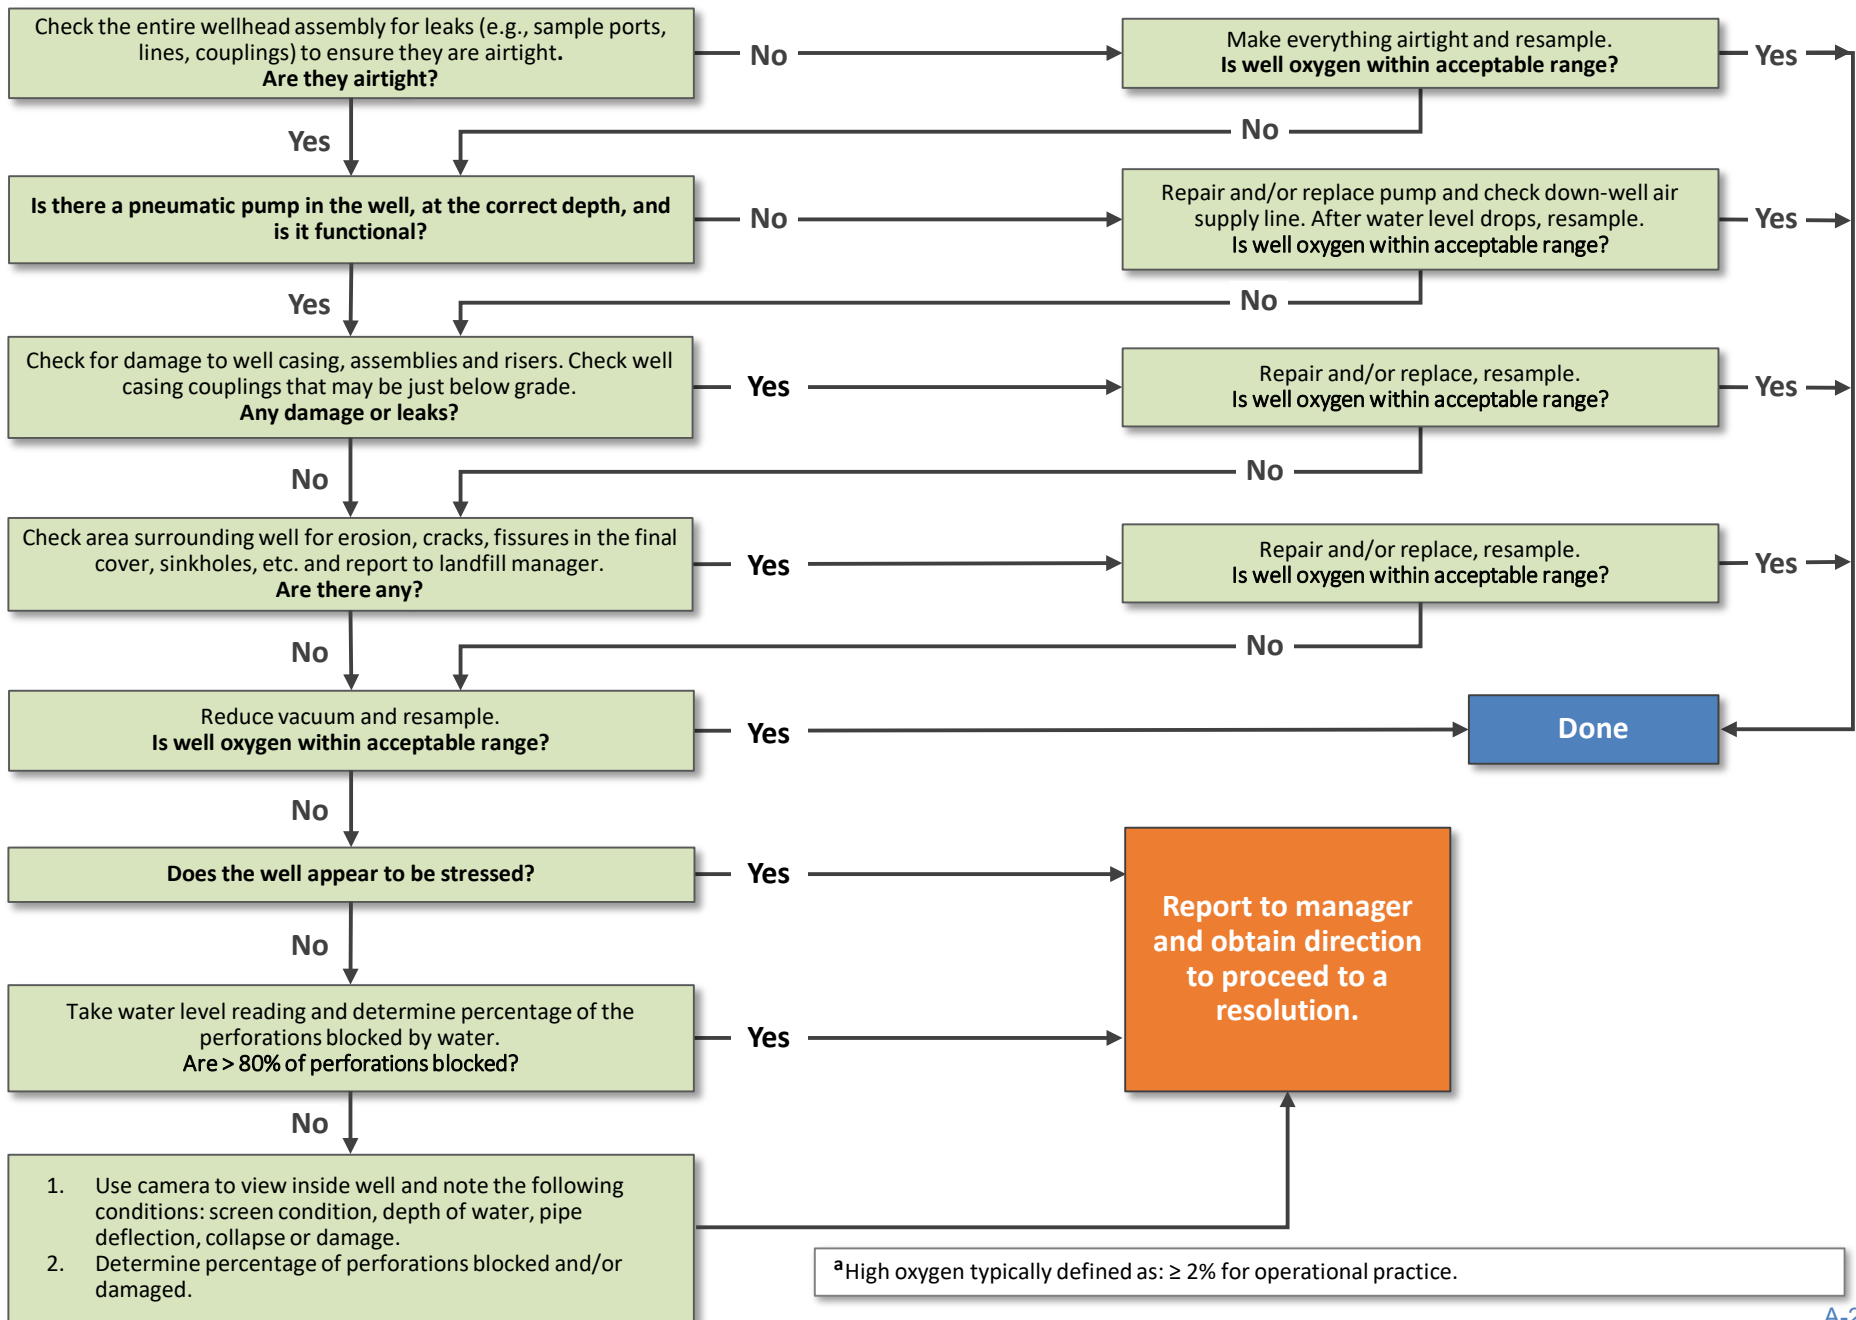 Check the entire wellhead assembly for leaks (e.g., sample ports,
lines, couplings) to ensure they are airtight.
Are they airtight?
No
Make everything airtight and resample.
Is well oxygen within acceptable range?
Yes
Yes
No
Is there a pneumatic pump in the well, at the correct depth, and
is it functional?
No
Repair and/or replace pump and check down-well air
supply line. After water level drops, resample.
Is well oxygen within acceptable range?
Yes
Yes
No
Check for damage to well casing, assemblies and risers. Check well
casing couplings that may be just below grade.
Any damage or leaks?
Yes
Repair and/or replace, resample.
Is well oxygen within acceptable range?
Yes
No
No
Check area surrounding well for erosion, cracks, fissures in the final
cover, sinkholes, etc. and report to landfill manager.
Are there any?
Yes
Repair and/or replace, resample.
Is well oxygen within acceptable range?
Yes
No
No
Reduce vacuum and resample.
Is well oxygen within acceptable range?
Yes
Done
No
Does the well appear to be stressed?
Yes
Report to manager
and obtain direction
to proceed to a
resolution.
No
Take water level reading and determine percentage of the
perforations blocked by water.
Are > 80% of perforations blocked?
Yes
No
1. Use camera to view inside well and note the following
conditions: screen condition, depth of water, pipe
deflection, collapse or damage.
2. Determine percentage of perforations blocked and/or
damaged.
a High oxygen typically defined as: ≥ 2% for operational practice.
A-2